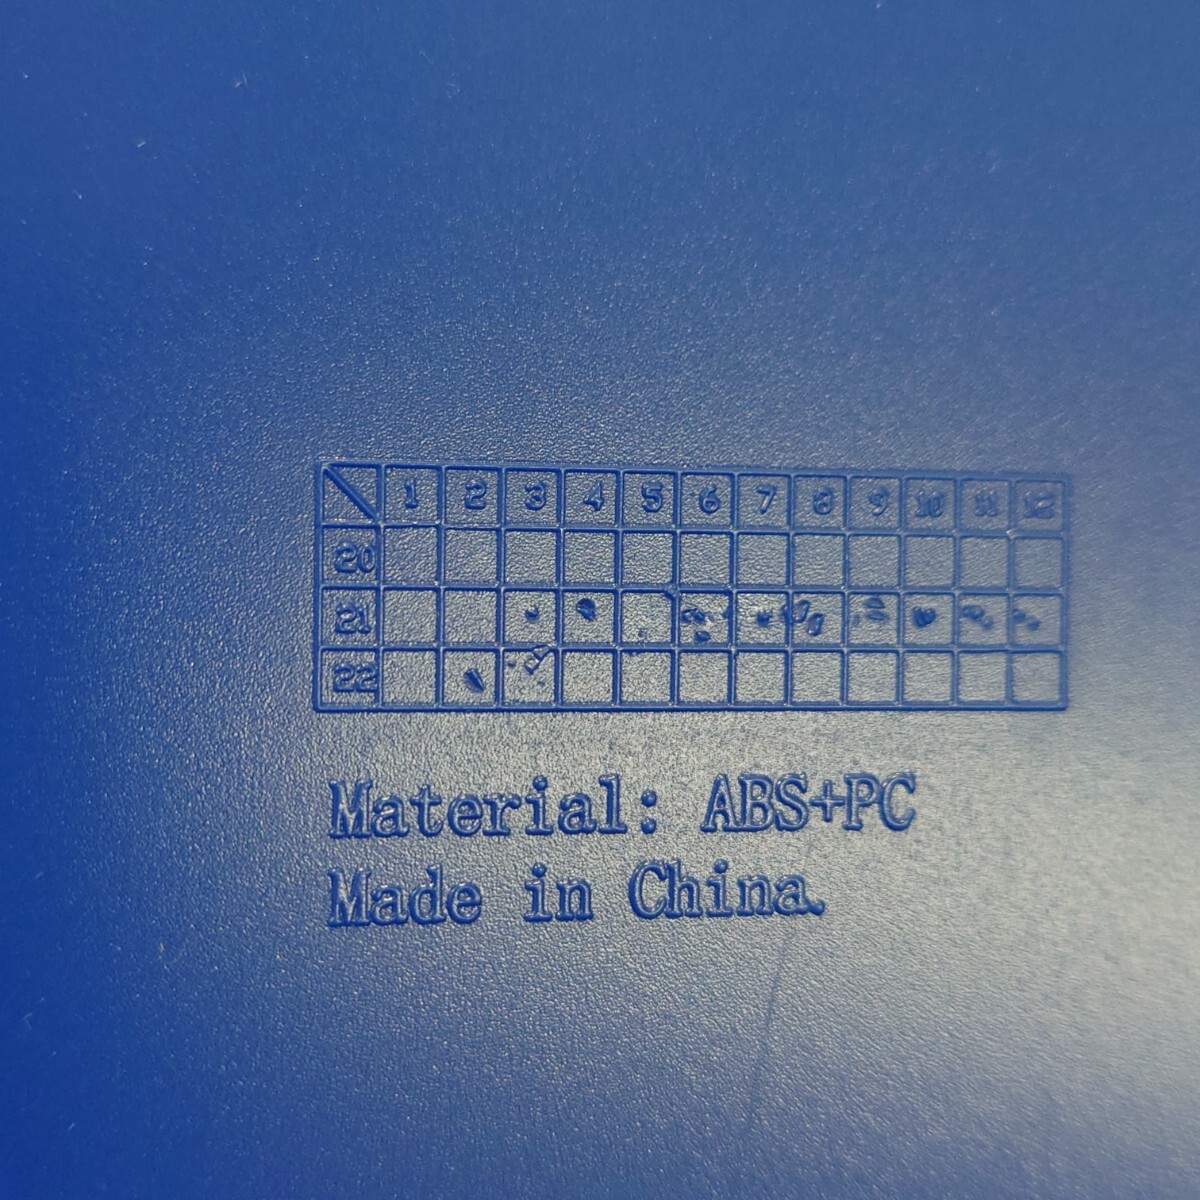 1 2 3 4 5 6 7 8 9 10 11 12
20
21
22
Material: ABS+PC
Made in China.